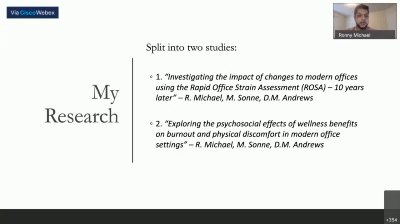 Via CiscoWebex
Ronny Michael
Split into two studies:
My
Research
◦ 1. “Investigating the impact of changes to modern offices
using the Rapid Office Strain Assessment (ROSA) – 10 years
later” – R. Michael, M. Sonne, D.M. Andrews
◦ 2. “Exploring the psychosocial effects of wellness benefits
on burnout and physical discomfort in modern office
settings” – R. Michael, M. Sonne, D.M. Andrews